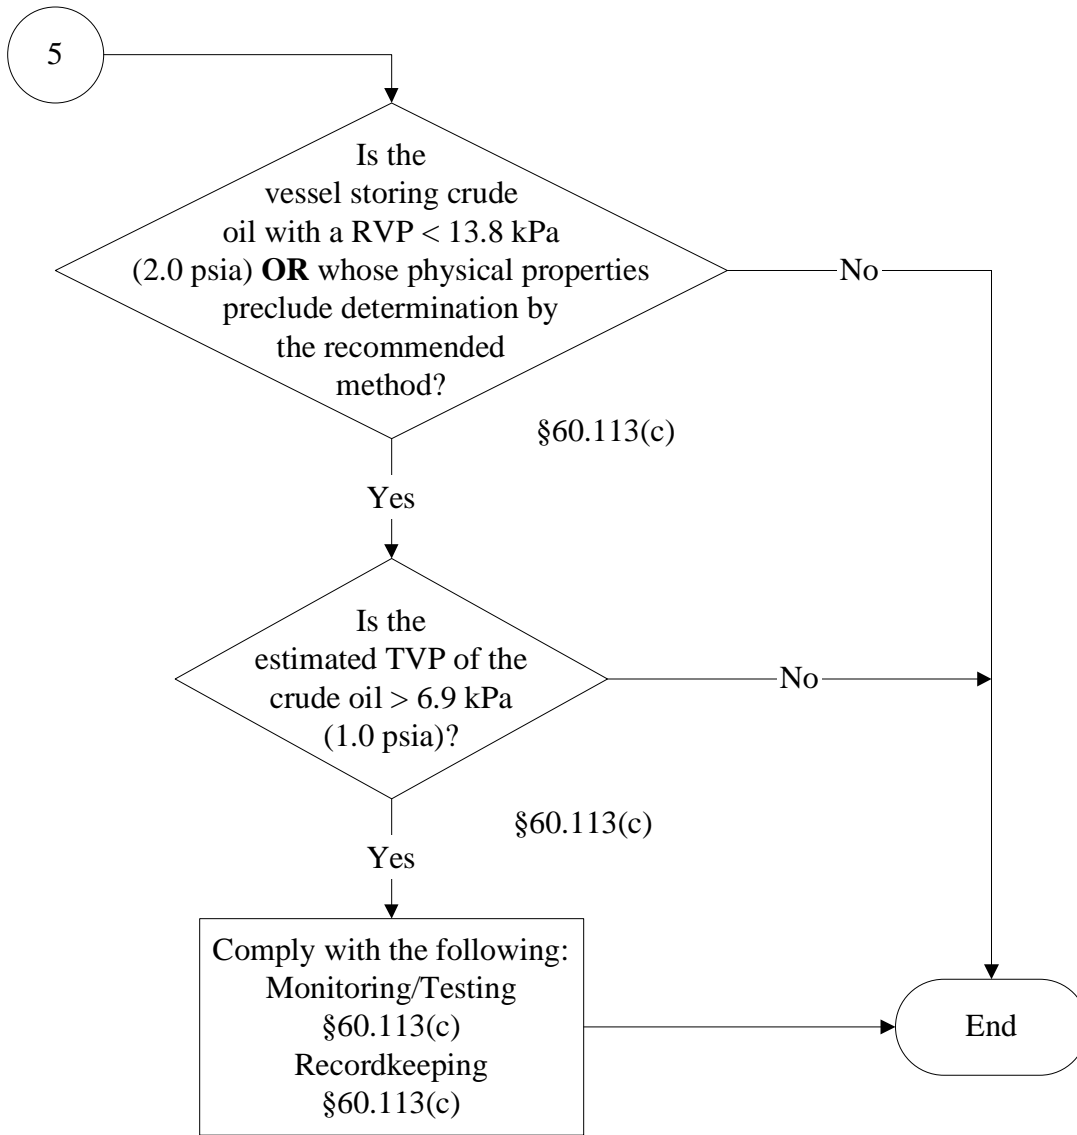 5
Is the
vessel storing crude
oil with a RVP < 13.8 kPa
(2.0 psia) OR whose physical properties
preclude determination by
the recommended
method?
No
§60.113(c)
Yes
Is the
estimated TVP of the
crude oil > 6.9 kPa
(1.0 psia)?
No
§60.113(c)
Yes
Comply with the following:
Monitoring/Testing
§60.113(c)
Recordkeeping
§60.113(c)
End